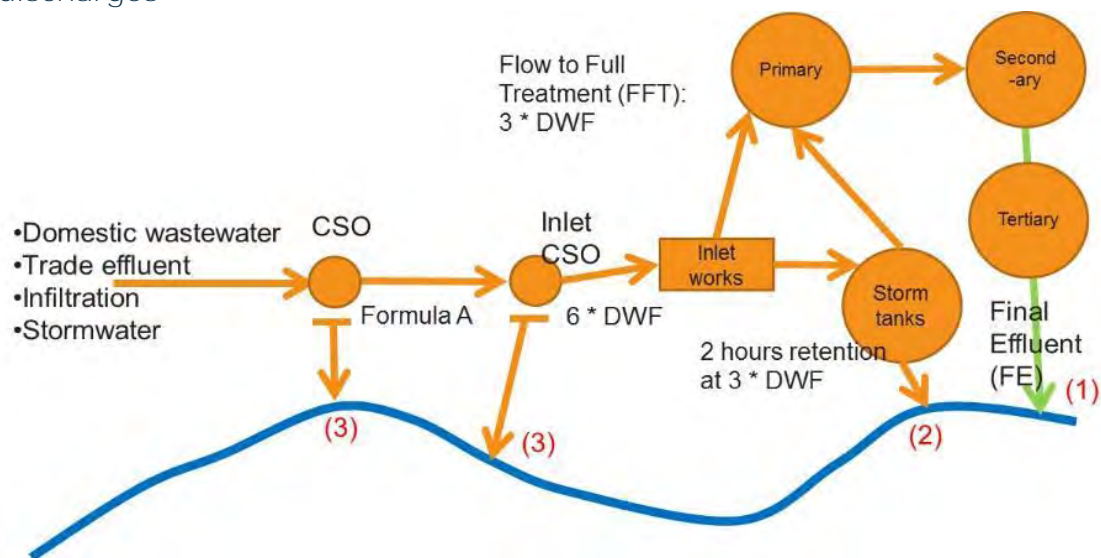 discharges
Flow to Full
Treatment (FFT):
3 * DWF
Primary
Second
-ary
Tertiary
•Domestic wastewater
•Trade effluent
•Infiltration
•Stormwater
CSO
Formula A
Inlet
CSO
6 * DWF
Inlet
works
Storm
tanks
2 hours retention
at 3 * DWF
Final
Effluent
(FE)
(1)
(2)
(3)
(3)